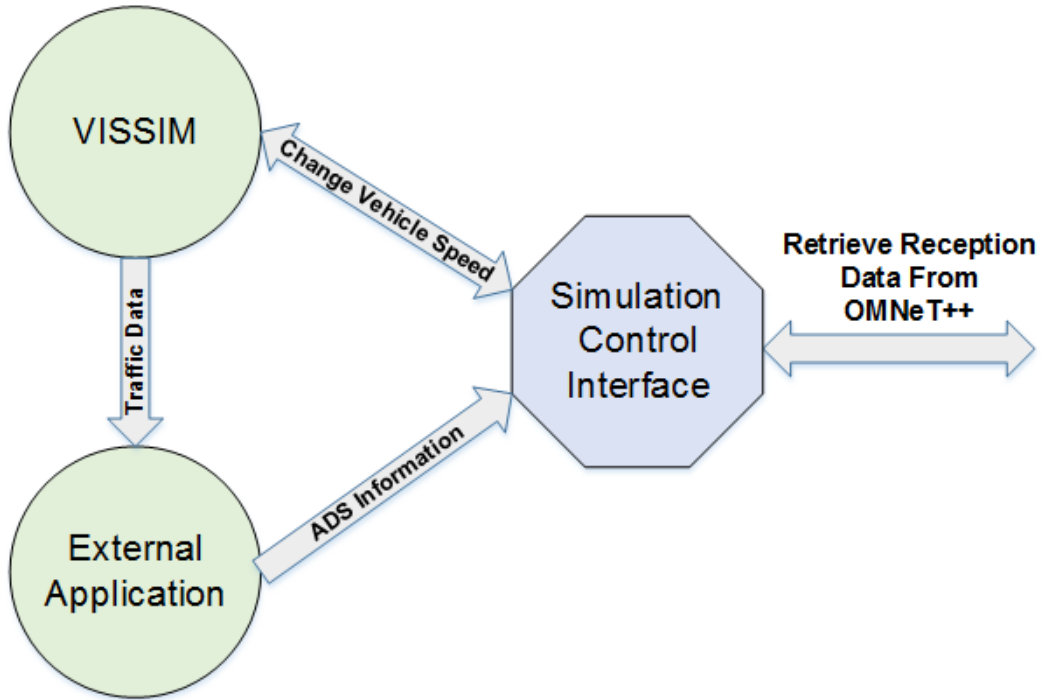 VISSIM
Change Vehicle Speed
Traffic Data
Simulation
Control
Interface
Retrieve Reception
Data From
OMNeT++
ADS Information
External
Application